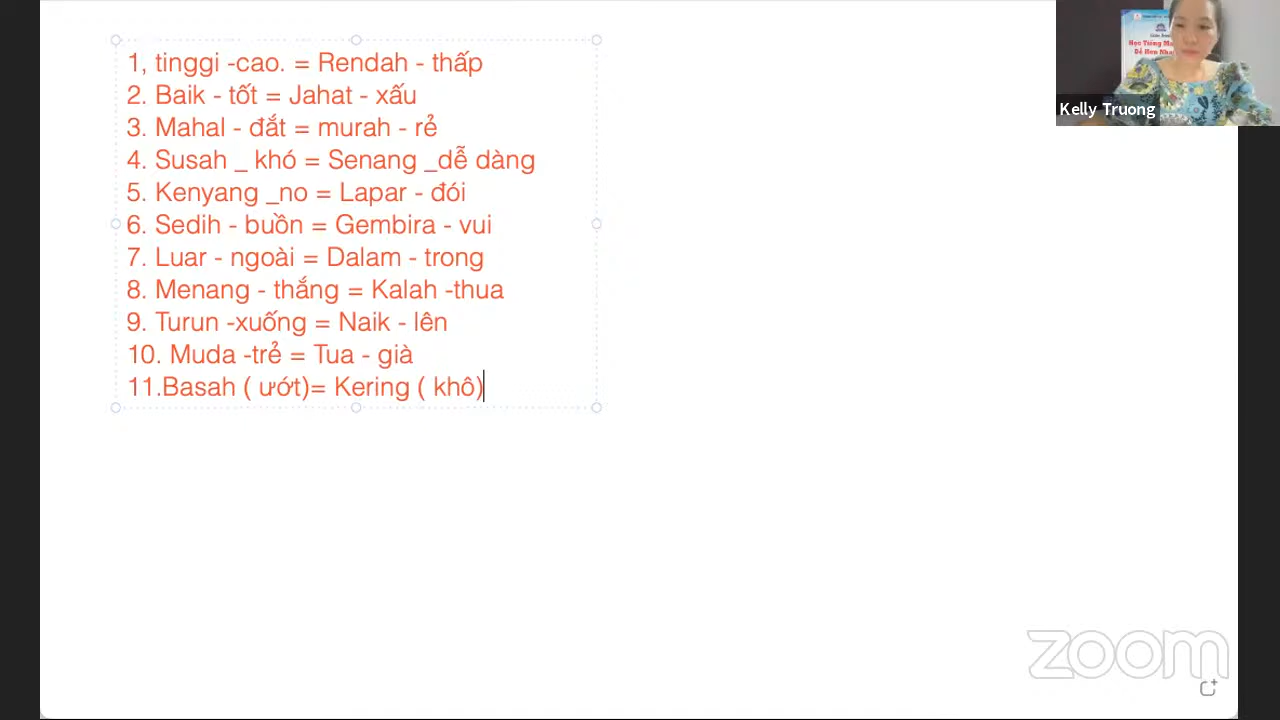 1, tinggi -cao. = Rendah - thấp
2. Baik - tốt = Jahat - xấu
3. Mahal - đắt = murah - rẻ
4. Susah _ khó = Senang _dễ dàng
5. Kenyang _no = Lapar - đói
6. Sedih - buồn = Gembira - vui
7. Luar - ngoài = Dalam - trong
8. Menang - thắng = Kalah -thua
9. Turun -xuống = Naik - lên
10. Muda -trẻ = Tua - già
11.Basah ( ướt)= Kering ( khô)
Học Tiếng
Kelly Truong
zoom